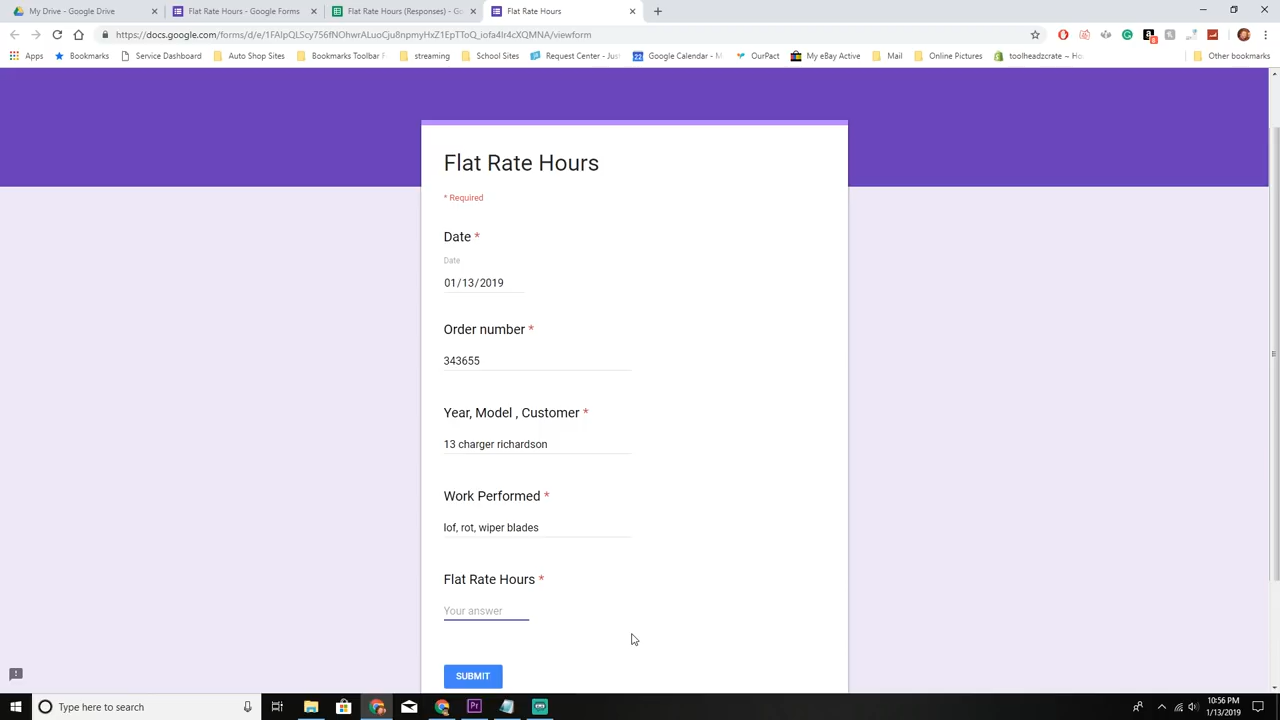 My Drive - Google Drive
Flat Rate Hours - Google Forms
Flat Rate Hours (Responses) - Go
Flat Rate Hours
https://docs.google.com/forms/d/e/1FAIpQLScy756fNOhwrALuoCju8npmyHxZ1EpTToQ_iofa4Ir4cXQMNA/viewform
Apps
Bookmarks
Service Dashboard
Auto Shop Sites
Bookmarks Toolbar F
streaming
School Sites
Request Center - Jus
Google Calendar - M
OurPact
My eBay Active
Mail
Online Pictures
toolheadzcrate – Ho
Other bookmarks
Flat Rate Hours
* Required
Date *
Date
01/13/2019
Order number *
343655
Year, Model , Customer *
13 charger richardson
Work Performed *
lof, rot, wiper blades
Flat Rate Hours *
Your answer
SUBMIT
Type here to search
10:56 PM
1/13/2019